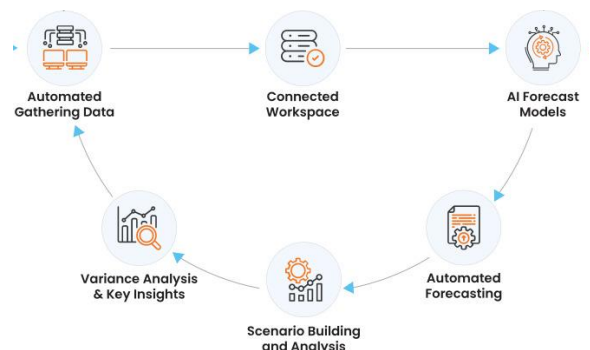 Automated
Gathering Data
Connected
Workspace
AI Forecast
Models
Automated
Forecasting
Scenario Building
and Analysis
Variance Analysis
& Key Insights